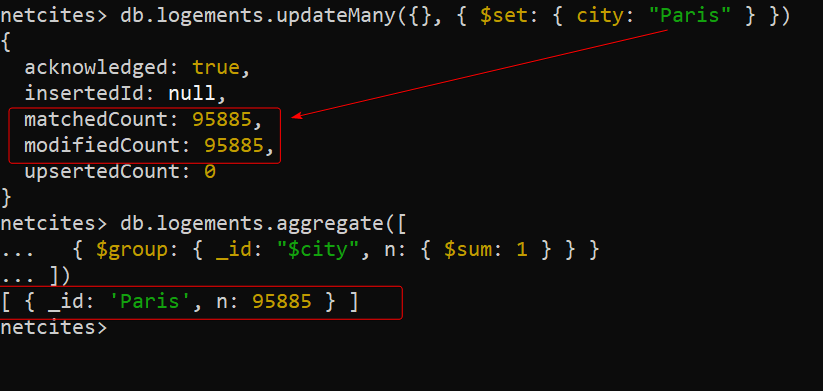 netcites> db.logements.updateMany({}, { $set: { city: "Paris" } })
{
  acknowledged: true,
  insertedId: null,
  matchedCount: 95885,
  modifiedCount: 95885,
  upsertedCount: 0
}
netcites> db.logements.aggregate([
...   { $group: { _id: "$city", n: { $sum: 1 } } }
... ])
[ { _id: 'Paris', n: 95885 } ]
netcites>